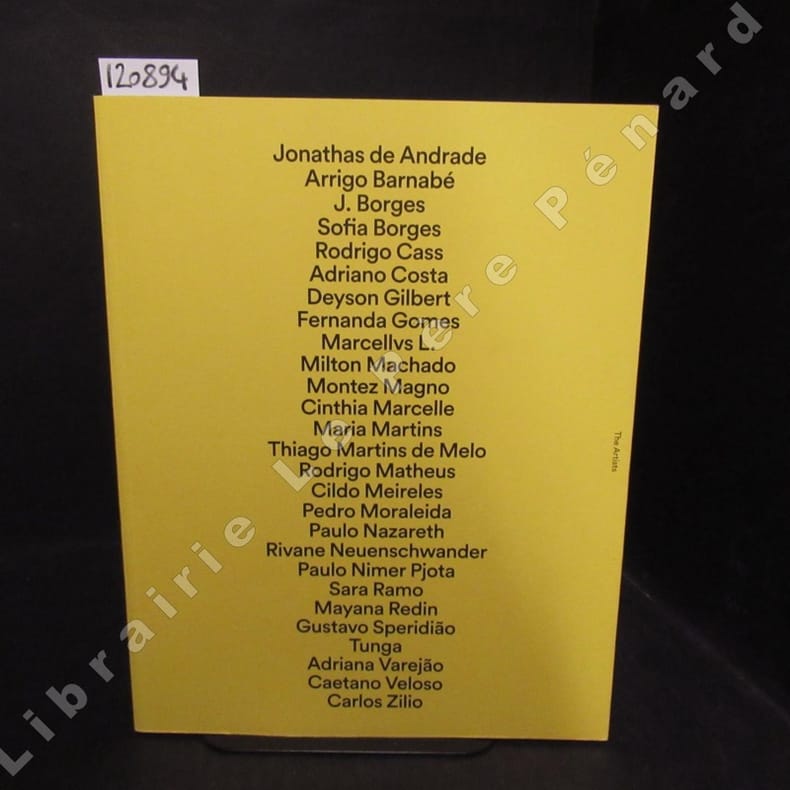 120894
Jonathas de Andrade
Arrigo Barnabé
J. Borges
Sofia Borges
Rodrigo Cass
Adriano Costa
Deyson Gilbert
Fernanda Gomes
Marcellvs L.
Milton Machado
Montez Magno
Cinthia Marcelle
Maria Martins
Thiago Martins de Melo
Rodrigo Matheus
Cildo Meireles
Pedro Moraleida
Paulo Nazareth
Rivane Neuenschwander
Paulo Nimer Pjota
Sara Ramo
Mayana Redin
Gustavo Speridião
Tunga
Adriana Varejão
Caetano Veloso
Carlos Zilio
The Artists
Librairie Le Pere Pénard